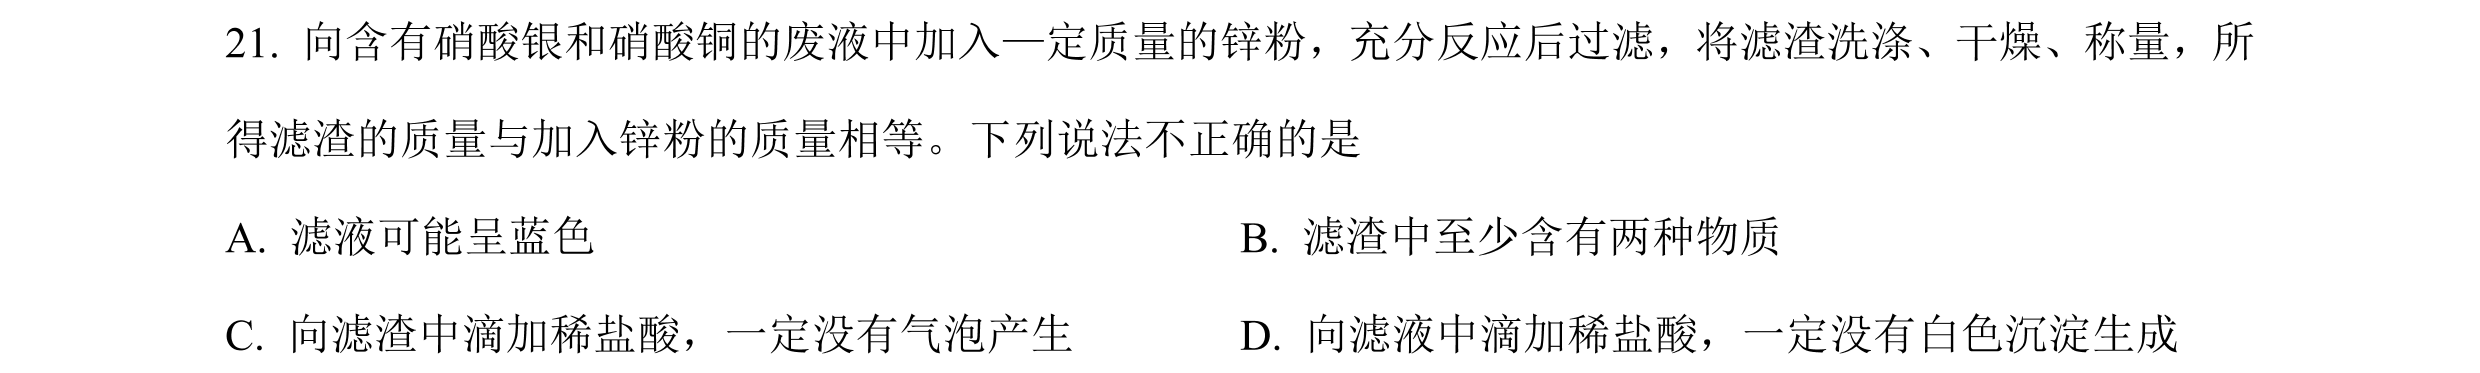 21. 向含有硝酸银和硝酸铜的废液中加入一定质量的锌粉，充分反应后过滤，将滤渣洗涤、干燥、称量，所
得滤渣的质量与加入锌粉的质量相等。下列说法不正确的是
A. 滤液可能呈蓝色 B. 滤渣中至少含有两种物质
C. 向滤渣中滴加稀盐酸，一定没有气泡产生 D. 向滤液中滴加稀盐酸，一定没有白色沉淀生成